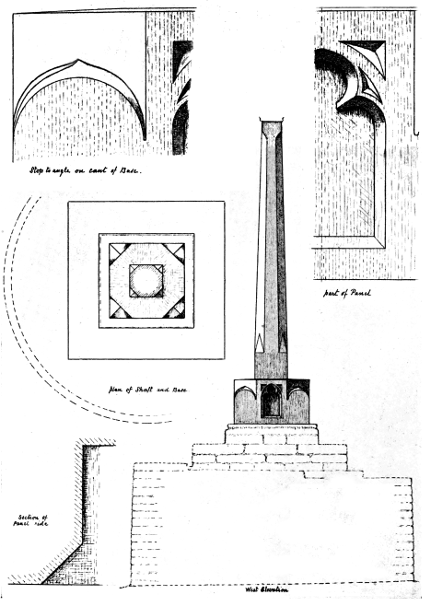 Stop to angle on cant of Base.
part of Panel
plan of Shaft and Base
Section of
Panel side
West Elevation